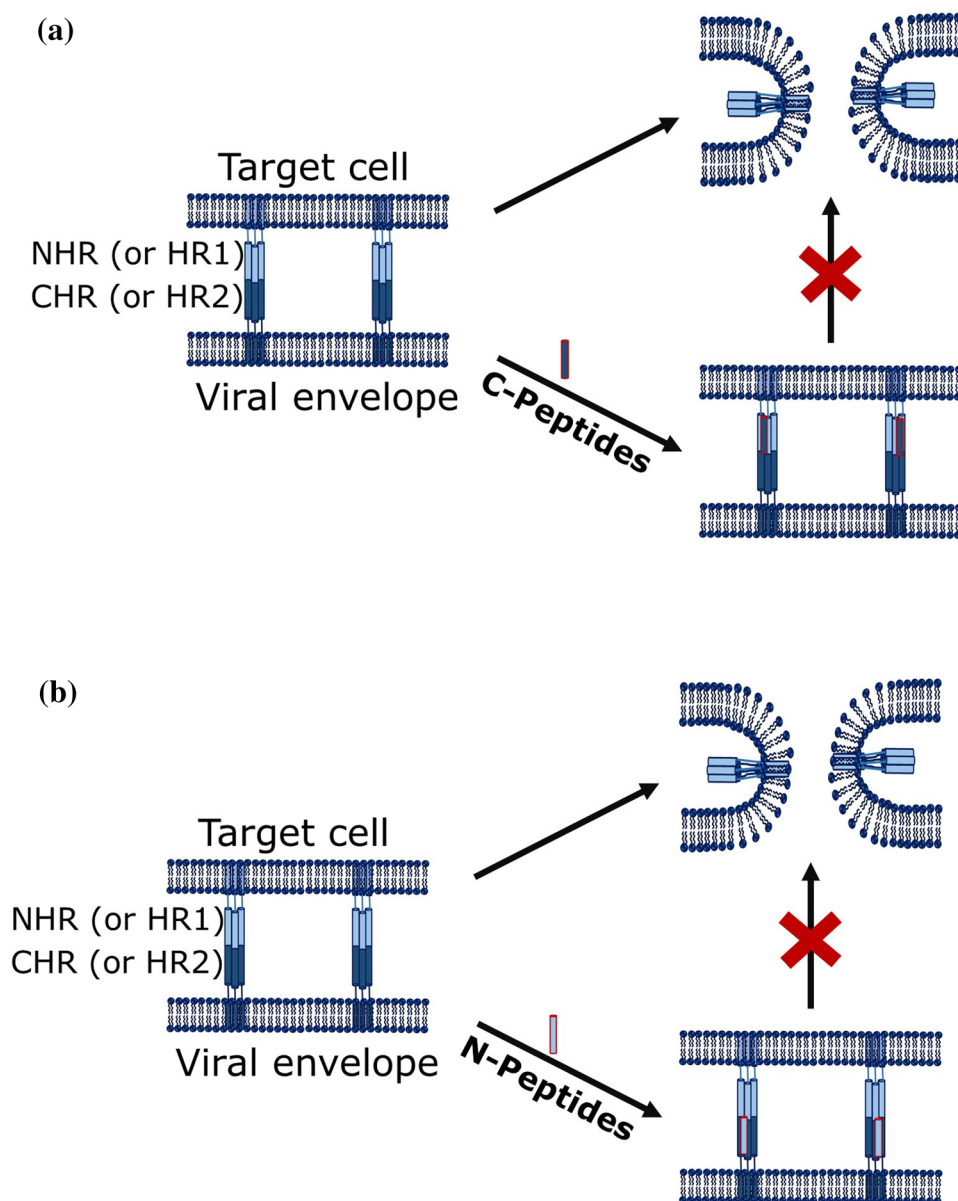 (a)
Target cell
NHR (or HR1)
CHR (or HR2)
Viral envelope
C-Peptides
(b)
Target cell
NHR (or HR1)
CHR (or HR2)
Viral envelope
N-Peptides